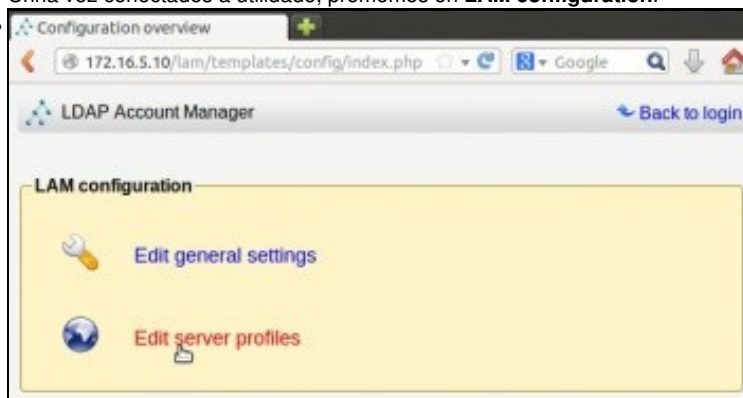 Unha vez conectados á utilidade, prememos en LAM configuration.
Configuration overview
172.16.5.10/lam/templates/config/index.php
Google
LDAP Account Manager
Back to login
LAM configuration
Edit general settings
Edit server profiles